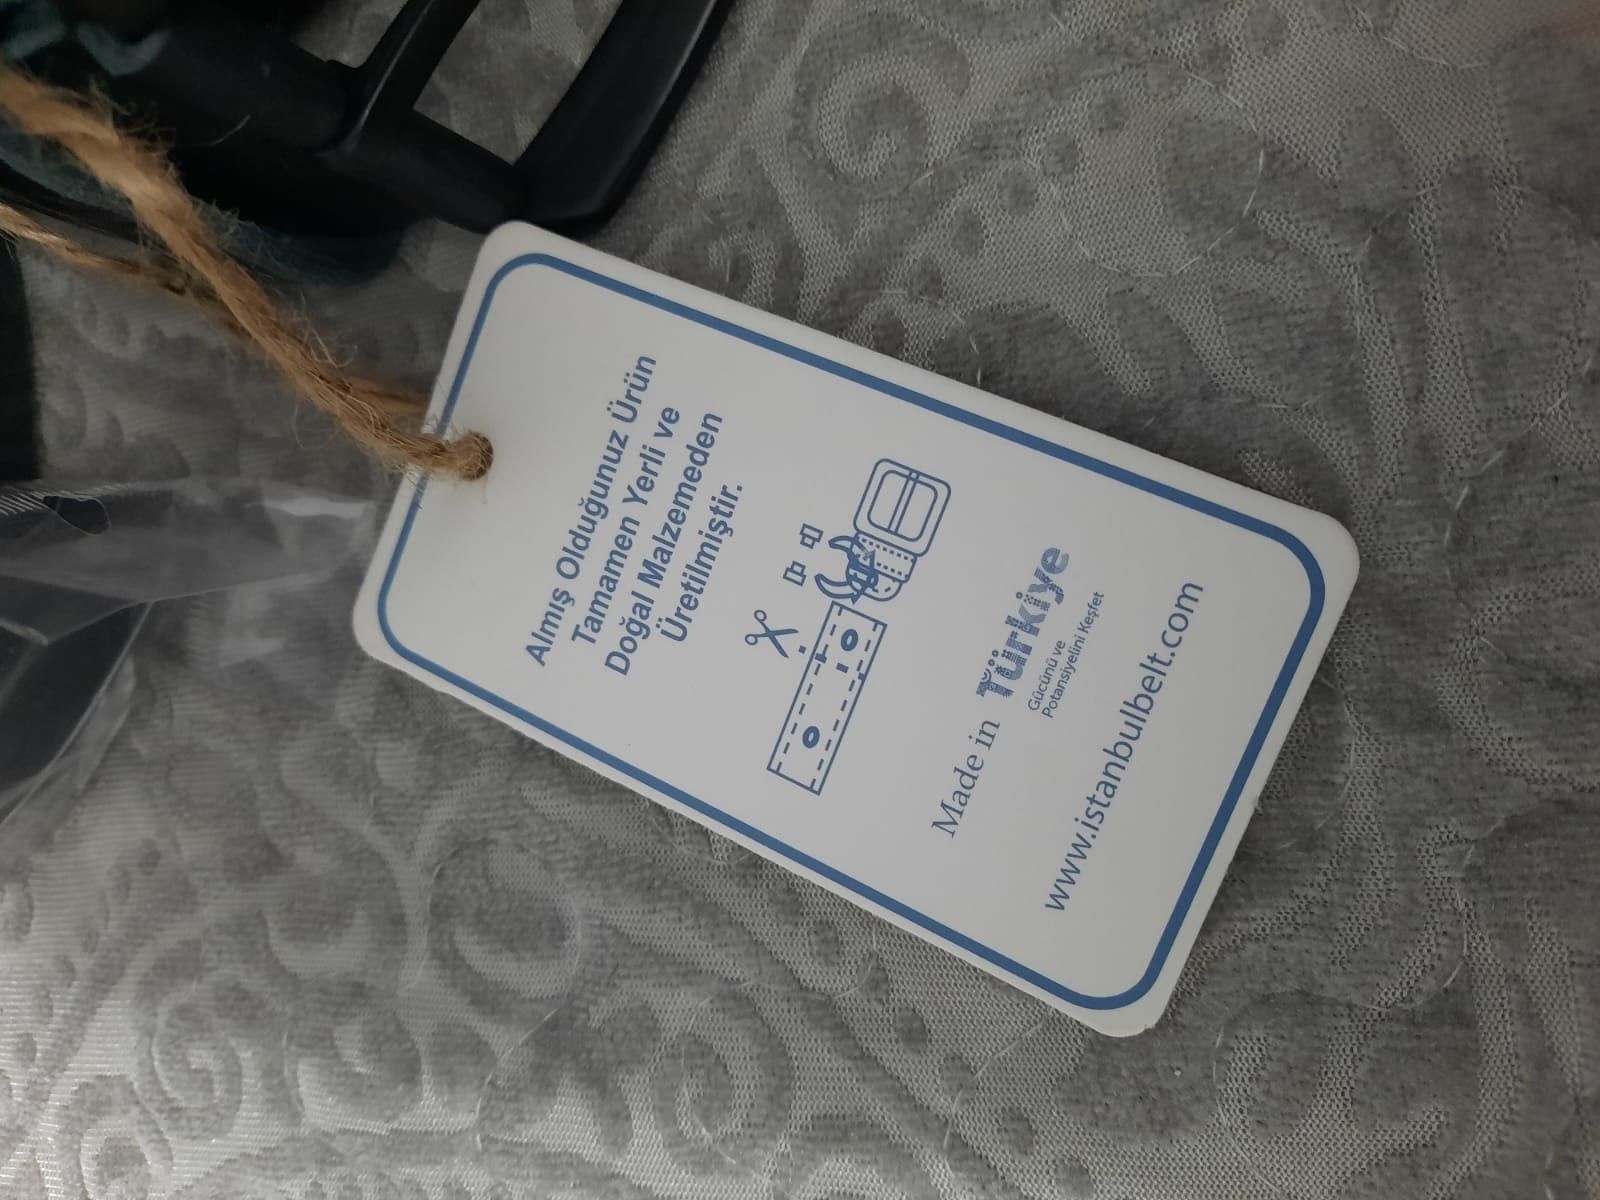 Almış Olduğunuz Ürün
Tamamen Yerli ve
Doğal Malzemeden
Üretilmiştir.
Made in Türkiye
Gücünü ve
Potansiyelini Keşfet
www.istanbulbelt.com